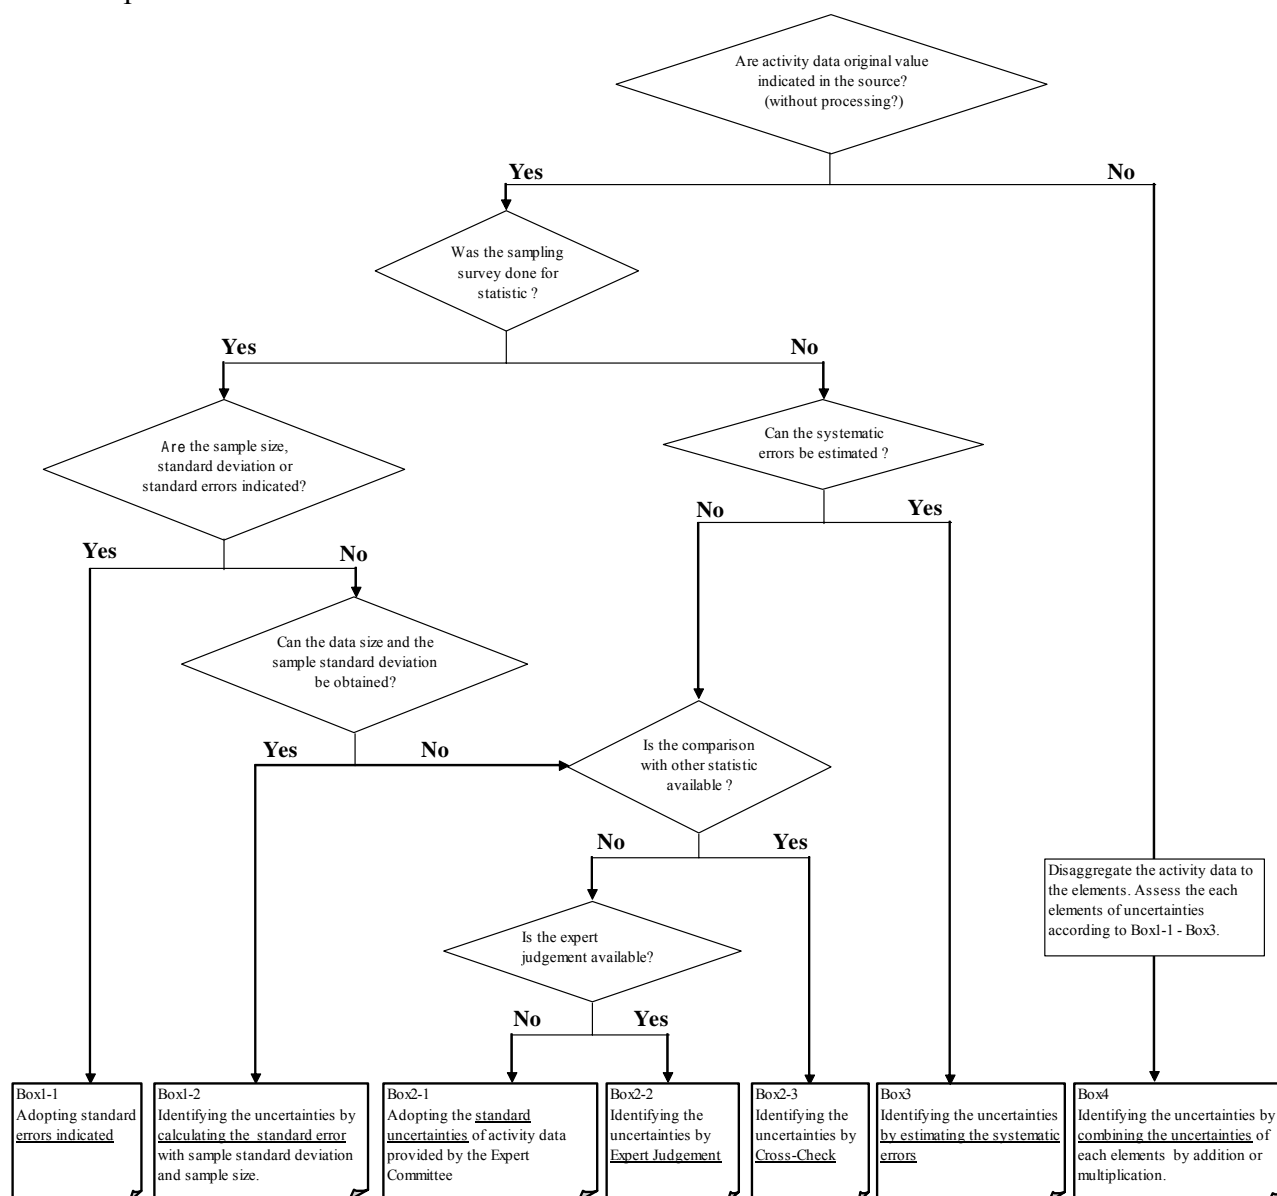 Are activity data original value
indicated in the source?
(without processing?)
Yes
No
Was the sampling
survey done for
statistic ?
Yes
No
Are the sample size,
standard deviation or
standard errors indicated?
Can the systematic
errors be estimated ?
No
Yes
Yes
No
Can the data size and the
sample standard deviation
be obtained?
Is the comparison
with other statistic
available ?
Yes
No
No
Yes
Disaggregate the activity data to
the elements. Assess the each
elements of uncertainties
according to Box1-1 - Box3.
Is the expert
judgement available?
No
Yes
Box1-1
Adopting standard
errors indicated
Box1-2
Identifying the uncertainties by
calculating the standard error
with sample standard deviation
and sample size.
Box2-1
Adopting the standard
uncertainties of activity data
provided by the Expert
Committee
Box2-2
Identifying the
uncertainties by
Expert Judgement
Box2-3
Identifying the
uncertainties by
Cross-Check
Box3
Identifying the uncertainties
by estimating the systematic
errors
Box4
Identifying the uncertainties by
combining the uncertainties of
each elements by addition or
multiplication.